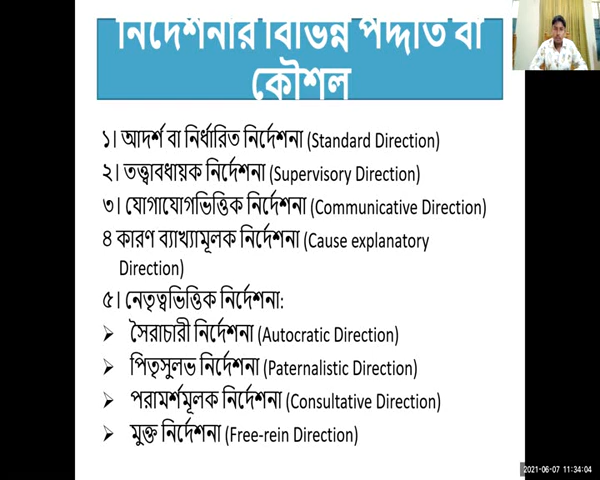 নির্দেশনার বিভিন্ন পদ্দতি বা
কৌশল
১। আদর্শ বা নির্ধারিত নির্দেশনা (Standard Direction)
২। তত্ত্বাবধায়ক নির্দেশনা (Supervisory Direction)
৩। যোগাযোগভিত্তিক নির্দেশনা (Communicative Direction)
৪ কারণ ব্যাখ্যামূলক নির্দেশনা (Cause explanatory
Direction)
৫। নেতৃত্বভিত্তিক নির্দেশনা:
➢ সৈরাচারী নির্দেশনা (Autocratic Direction)
➢ পিতৃসুলভ নির্দেশনা (Paternalistic Direction)
➢ পরামর্শমূলক নির্দেশনা (Consultative Direction)
➢ মুক্ত নির্দেশনা (Free-rein Direction)
2021-06-07 11:34:04